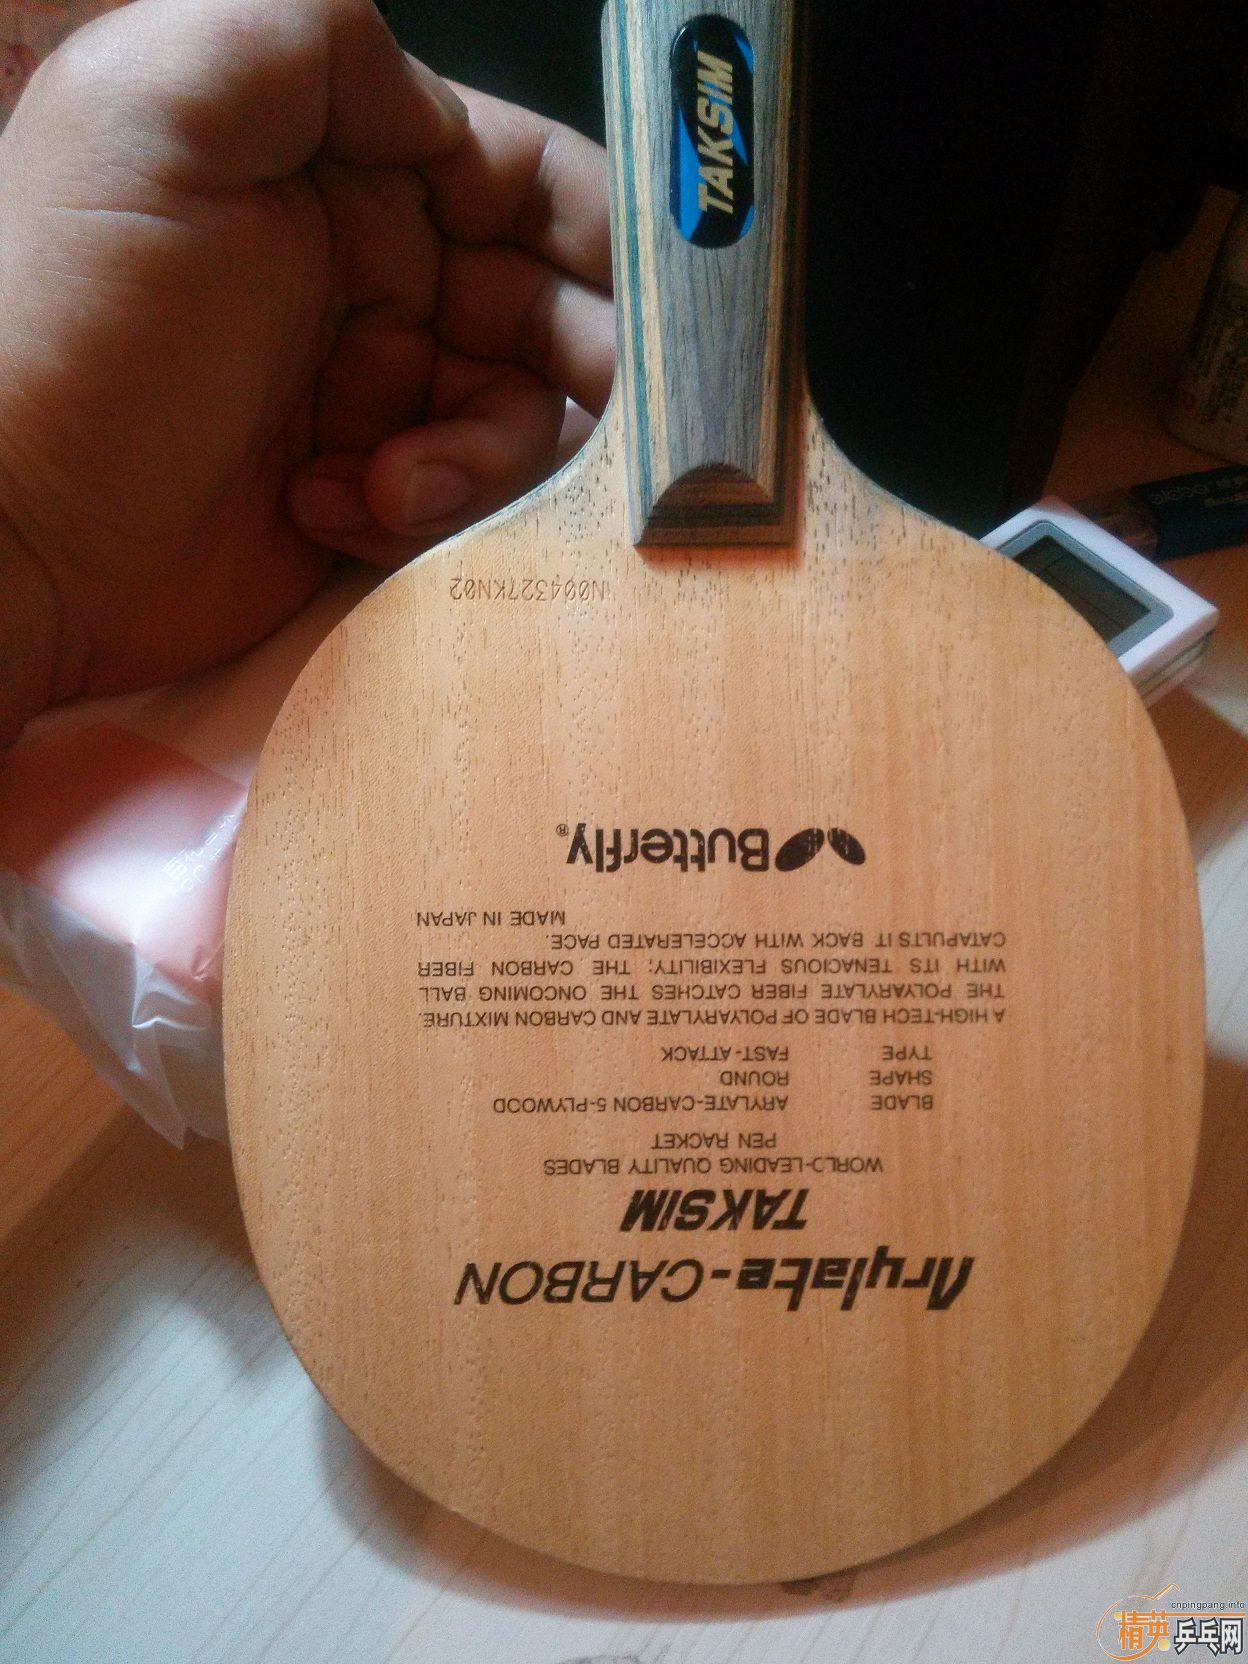 TAKSIM
Arylate-CARBON
TAKSIM
WORLD-LEADING QUALITY BLADES
PEN RACKET
BLADE ARYLATE-CARBON 5-PLYWOOD
SHAPE ROUND
TYPE FAST-ATTACK
A HIGH-TECH BLADE OF POLYARYLATE AND CARBON MIXTURE.
THE POLYARYLATE FIBER CATCHES THE ONCOMING BALL
WITH ITS TENACIOUS FLEXIBILITY; THE CARBON FIBER
CATAPULTS IT BACK WITH ACCELERATED PACE.
MADE IN JAPAN
Butterfly®
N004327KN02
cnpingpang.info
精英乒乓网